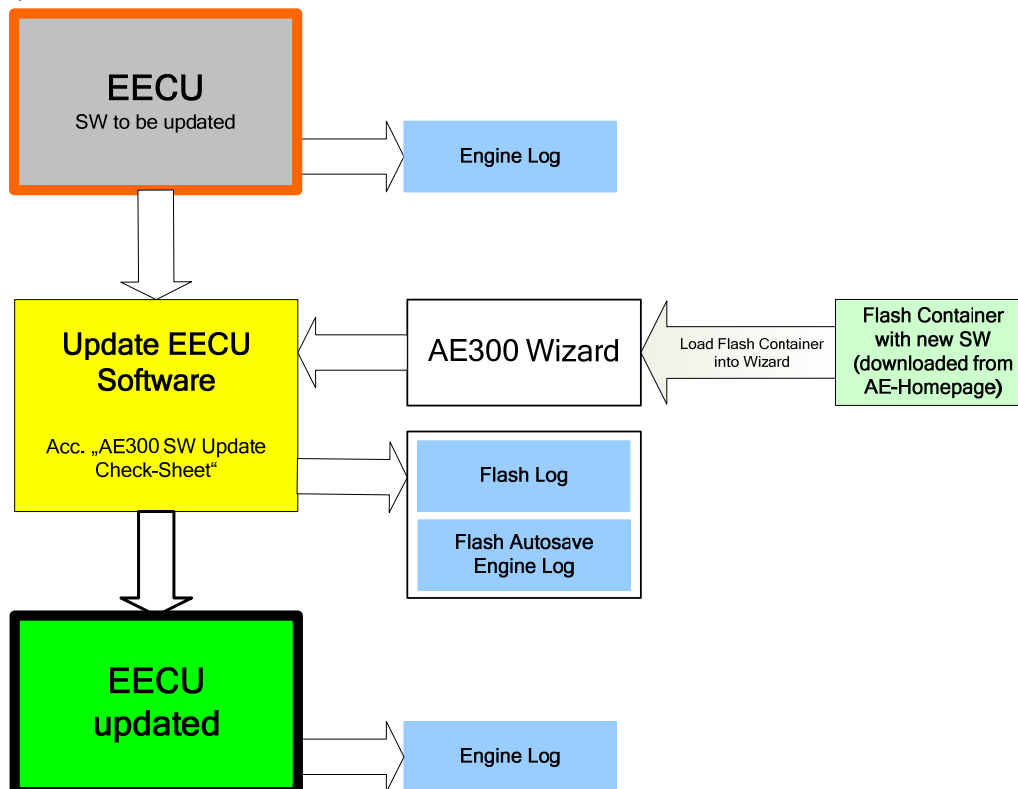 EECU
SW to be updated
Engine Log
Update EECU
Software
Acc. „AE300 SW Update
Check-Sheet“
AE300 Wizard
Load Flash Container
into Wizard
Flash Container
with new SW
(downloaded from
AE-Homepage)
Flash Log
Flash Autosave
Engine Log
EECU
updated
Engine Log